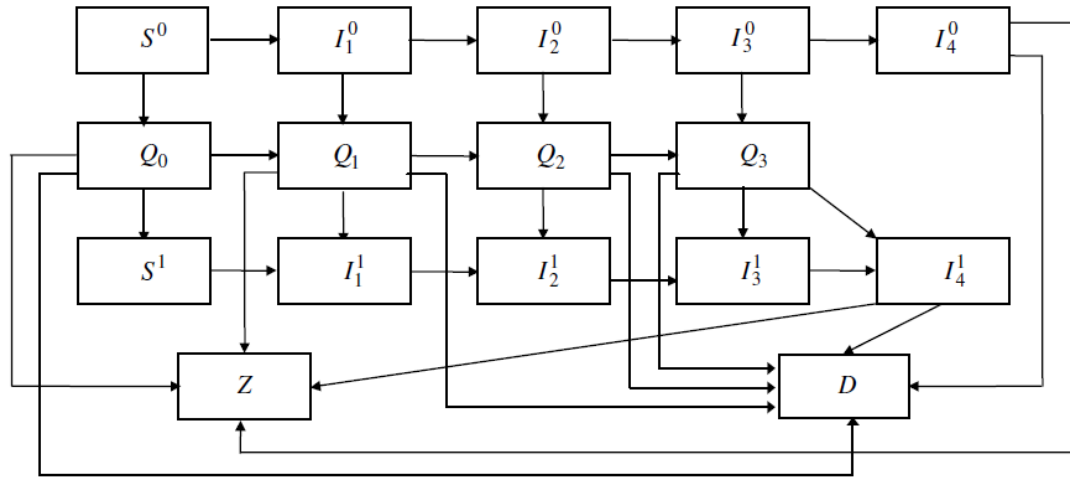 S⁰ I₁⁰ I₂⁰ I₃⁰ I₄⁰
Q₀ Q₁ Q₂ Q₃
S¹ I₁¹ I₂¹ I₃¹ I₄¹
Z D